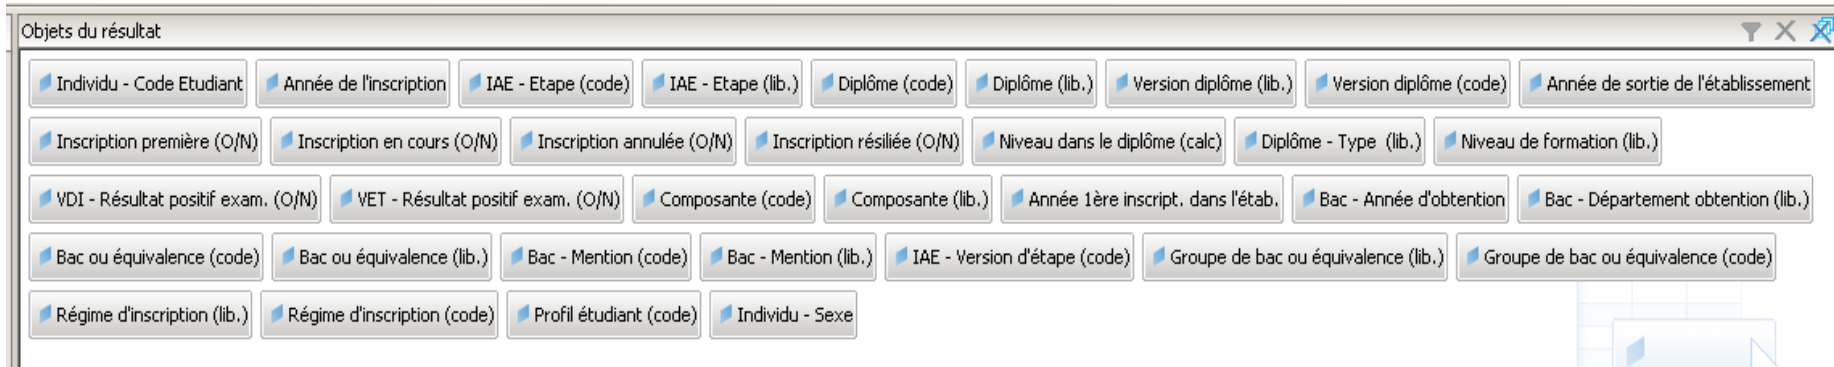 Objets du résultat
Individu - Code Etudiant Année de l'inscription IAE - Etape (code) IAE - Etape (lib.) Diplôme (code) Diplôme (lib.) Version diplôme (lib.) Version diplôme (code) Année de sortie de l'établissement
Inscription première (O/N) Inscription en cours (O/N) Inscription annulée (O/N) Inscription résiliée (O/N) Niveau dans le diplôme (calc) Diplôme - Type (lib.) Niveau de formation (lib.)
VDI - Résultat positif exam. (O/N) VET - Résultat positif exam. (O/N) Composante (code) Composante (lib.) Année 1ère inscript. dans l'étab. Bac - Année d'obtention Bac - Département obtention (lib.)
Bac ou équivalence (code) Bac ou équivalence (lib.) Bac - Mention (code) Bac - Mention (lib.) IAE - Version d'étape (code) Groupe de bac ou équivalence (lib.) Groupe de bac ou équivalence (code)
Régime d'inscription (lib.) Régime d'inscription (code) Profil étudiant (code) Individu - Sexe